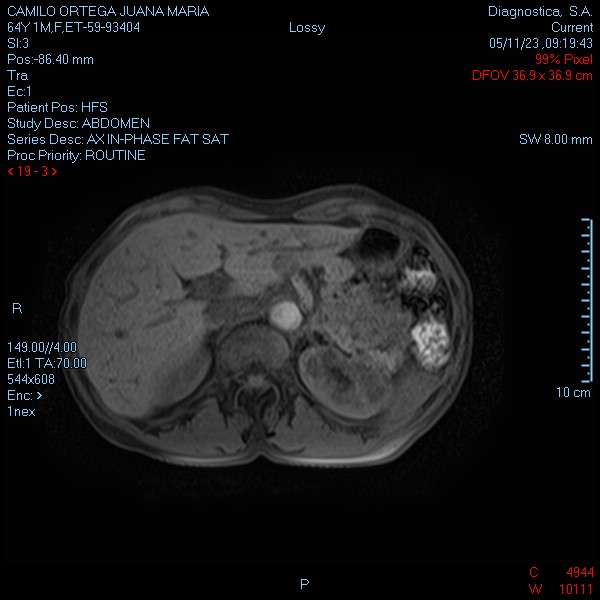 CAMILO ORTEGA JUANA MARIA
64Y 1M,F,ET-59-93404
Sl:3
Pos:-86.40 mm
Tra
Ec:1
Patient Pos: HFS
Study Desc: ABDOMEN
Series Desc: AX IN-PHASE FAT SAT
Proc Priority: ROUTINE
< 19 - 3 >
Lossy
Diagnostica, S.A.
Current
05/11/23 ,09:19:43
99% Pixel
DFOV 36.9 x 36.9 cm
SW 8.00 mm
R
149.00//4.00
Etl:1 TA:70.00
544x608
Enc: >
1nex
10 cm
P
C 4944
W 10111